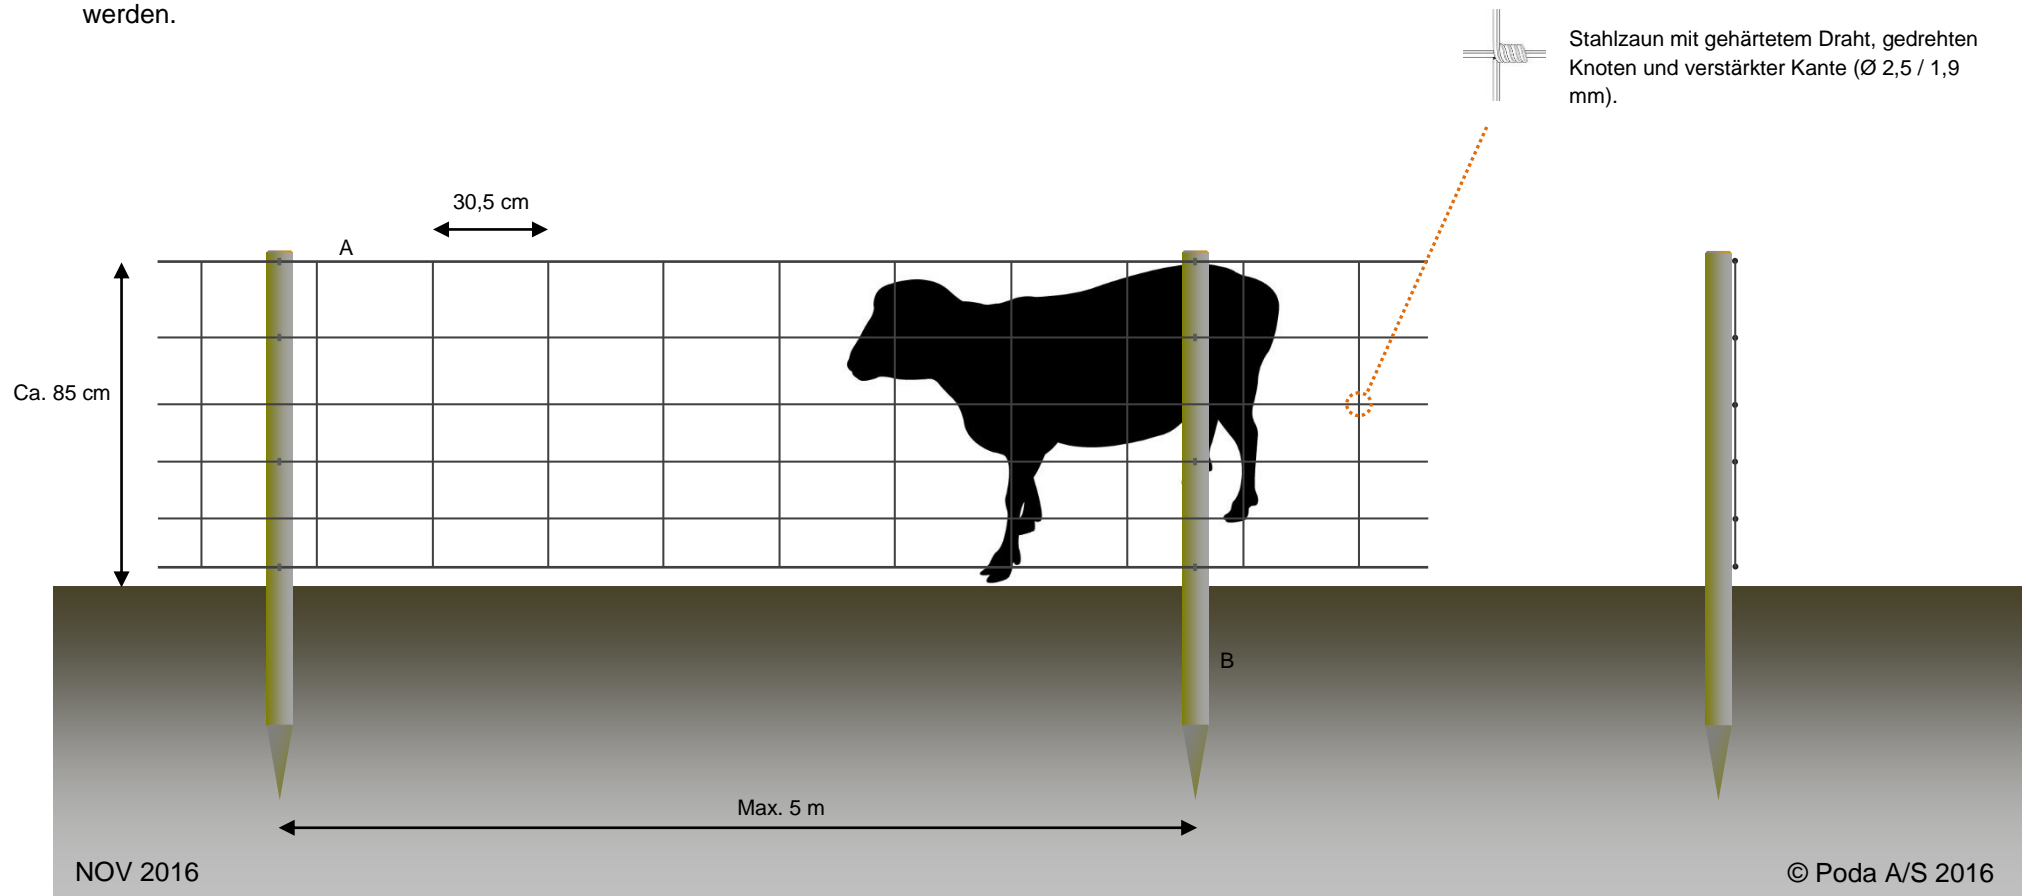 werden.
Stahlzaun mit gehärtetem Draht, gedrehten
Knoten und verstärkter Kante (Ø 2,5 / 1,9
mm).
30,5 cm
A
Ca. 85 cm
B
Max. 5 m
NOV 2016
© Poda A/S 2016